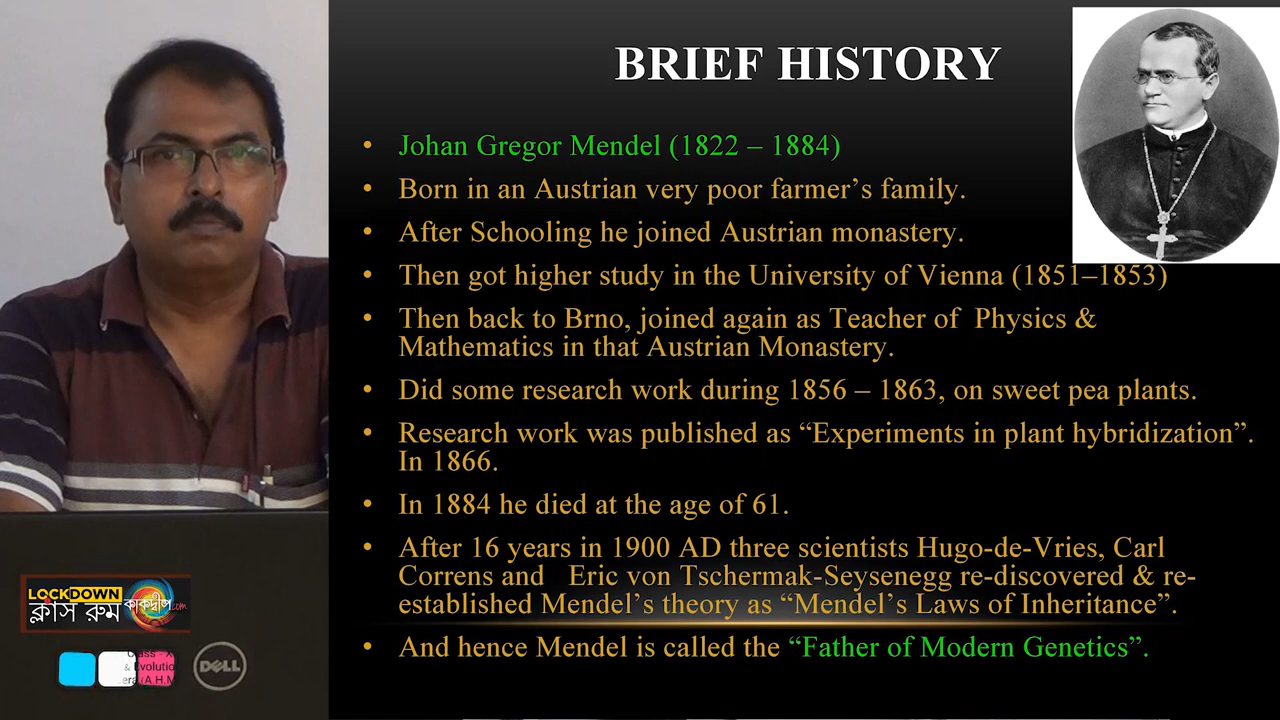 BRIEF HISTORY
• Johan Gregor Mendel (1822 – 1884)
• Born in an Austrian very poor farmer’s family.
• After Schooling he joined Austrian monastery.
• Then got higher study in the University of Vienna (1851–1853)
• Then back to Brno, joined again as Teacher of Physics &
Mathematics in that Austrian Monastery.
• Did some research work during 1856 – 1863, on sweet pea plants.
• Research work was published as “Experiments in plant hybridization”.
In 1866.
• In 1884 he died at the age of 61.
• After 16 years in 1900 AD three scientists Hugo-de-Vries, Carl
Correns and Eric von Tschermak-Seysenegg re-discovered & re-
established Mendel’s theory as “Mendel’s Laws of Inheritance”.
• And hence Mendel is called the “Father of Modern Genetics”.
LOCKDOWN
ক্লাস রুম কাকদ্বীপ.com
Class - X
& Evolutio
(A.H.M
DELL